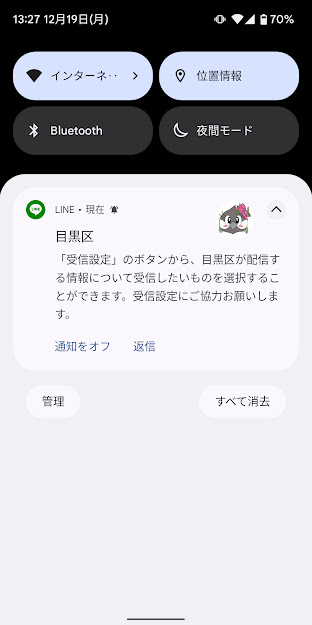 13:27 12月19日(月)
70%
インターネ‥
位置情報
Bluetooth
夜間モード
LINE
LINE • 現在
目黒区
「受信設定」のボタンから、目黒区が配信す
る情報について受信したいものを選択するこ
とができます。受信設定にご協力お願いしま
す。
通知をオフ
返信
管理
すべて消去